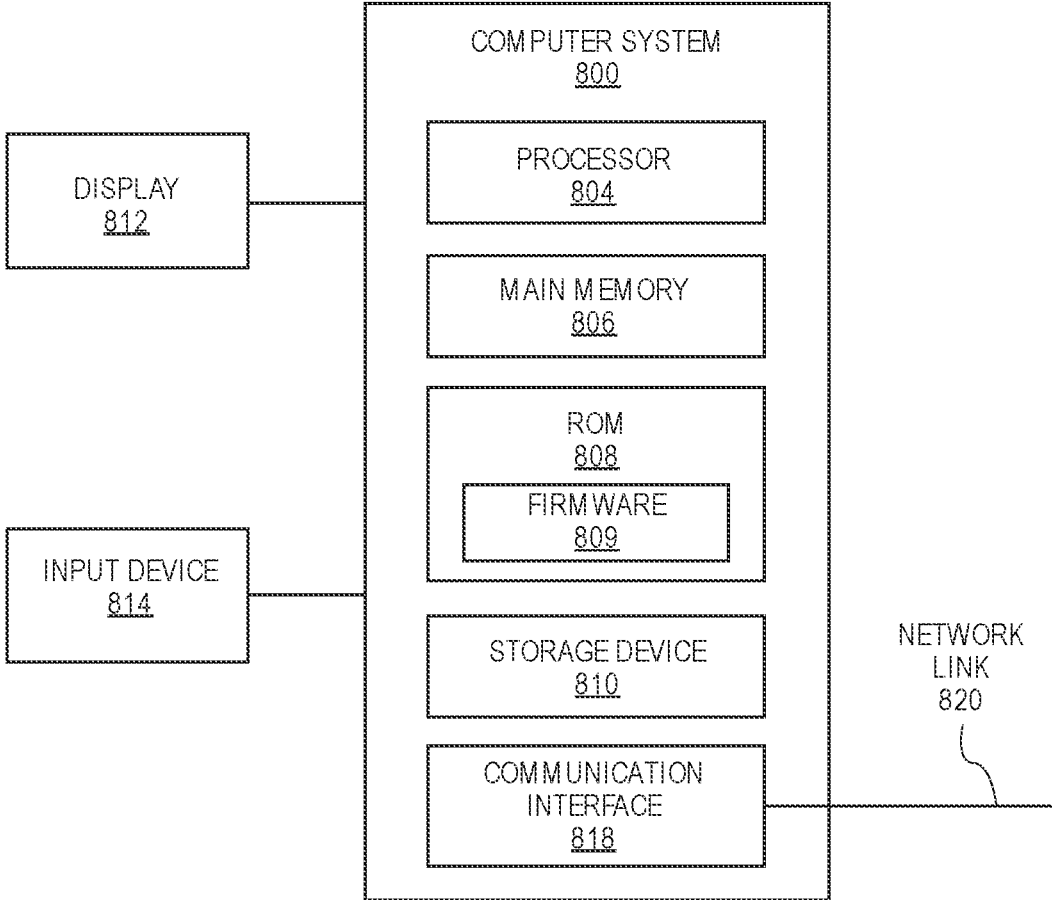 COMPUTER SYSTEM
800
PROCESSOR
804
DISPLAY
812
MAIN MEMORY
806
ROM
808
FIRMWARE
809
INPUT DEVICE
814
STORAGE DEVICE
810
NETWORK
LINK
820
COMMUNICATION
INTERFACE
818